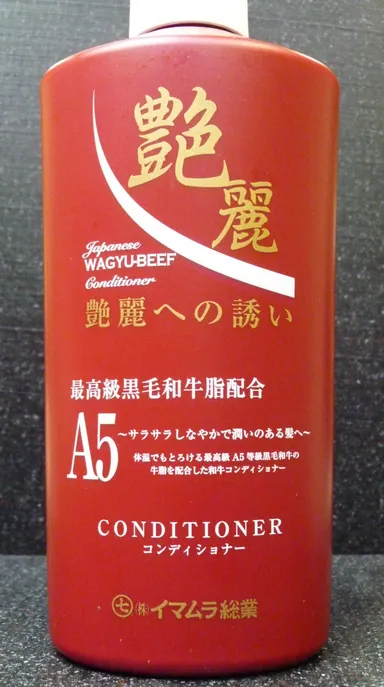 艶麗
Japanese
WAGYU-BEEF
Conditioner
艶麗への誘い
最高級黒毛和牛脂配合
A5
～サラサラしなやかで潤いのある髪へ～
体温でもとろける最高級A5等級黒毛和牛の
牛脂を配合した和牛コンディショナー
CONDITIONER
コンディショナー
七 ㈱イマムラ総業